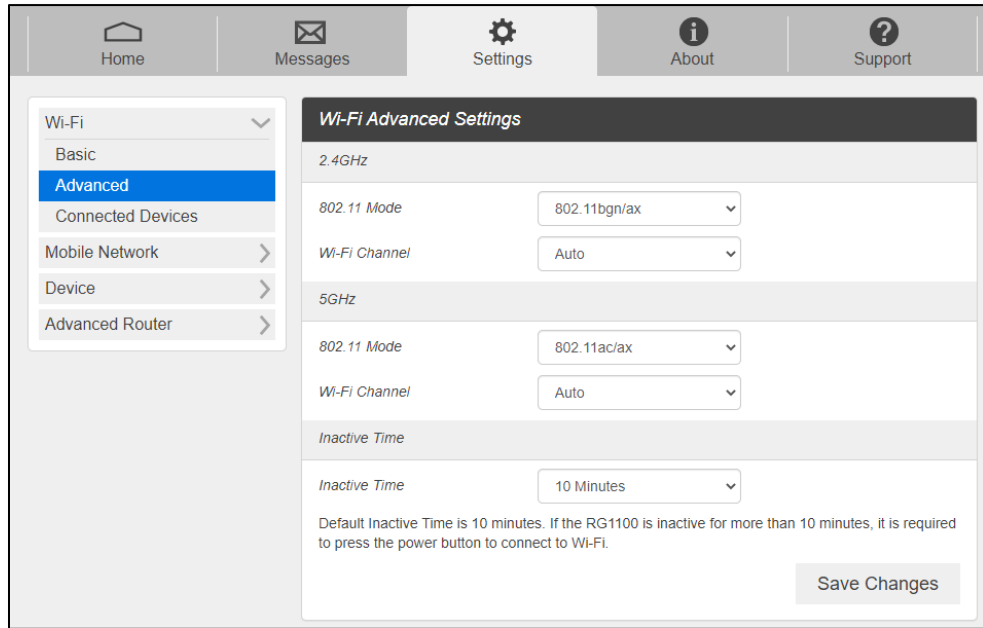 Home Messages Settings About Support
Wi-Fi
Basic
Advanced
Connected Devices
Mobile Network
Device
Advanced Router
Wi-Fi Advanced Settings
2.4GHz
802.11 Mode 802.11bgn/ax
Wi-Fi Channel Auto
5GHz
802.11 Mode 802.11ac/ax
Wi-Fi Channel Auto
Inactive Time
Inactive Time 10 Minutes
Default Inactive Time is 10 minutes. If the RG1100 is inactive for more than 10 minutes, it is required
to press the power button to connect to Wi-Fi.
Save Changes